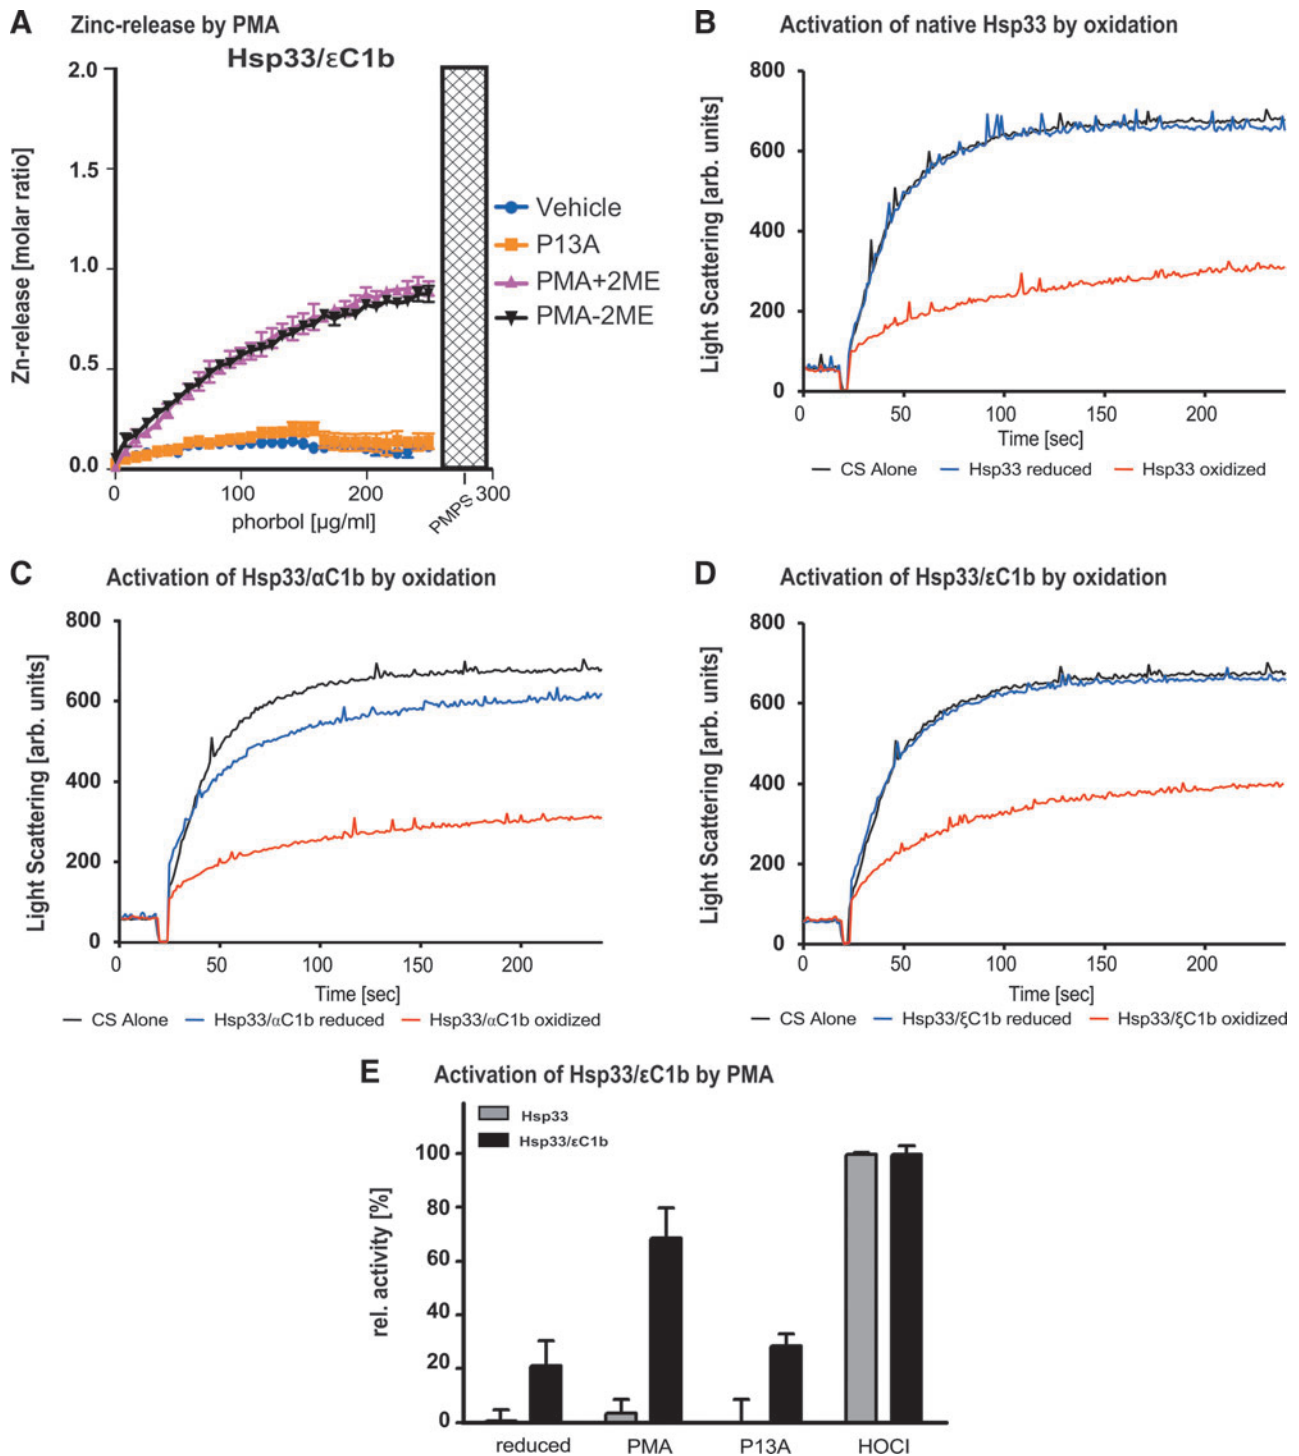 A Zinc-release by PMA
Hsp33/εC1b
Zn-release [molar ratio]
2.0
1.5
1.0
0.5
0.0
0 100 200 300
PMPS
phorbol [µg/ml]
Vehicle
P13A
PMA+2ME
PMA-2ME
B Activation of native Hsp33 by oxidation
Light Scattering [arb. units]
800
600
400
200
0
0 50 100 150 200
Time [sec]
CS Alone Hsp33 reduced Hsp33 oxidized
C Activation of Hsp33/αC1b by oxidation
Light Scattering [arb. units]
800
600
400
200
0
0 50 100 150 200
Time [sec]
CS Alone Hsp33/αC1b reduced Hsp33/αC1b oxidized
D Activation of Hsp33/εC1b by oxidation
Light Scattering [arb. units]
800
600
400
200
0
0 50 100 150 200
Time [sec]
CS Alone Hsp33/ξC1b reduced Hsp33/ξC1b oxidized
E Activation of Hsp33/εC1b by PMA
Hsp33
Hsp33/εC1b
rel. activity [%]
100
80
60
40
20
0
reduced PMA P13A HOCl